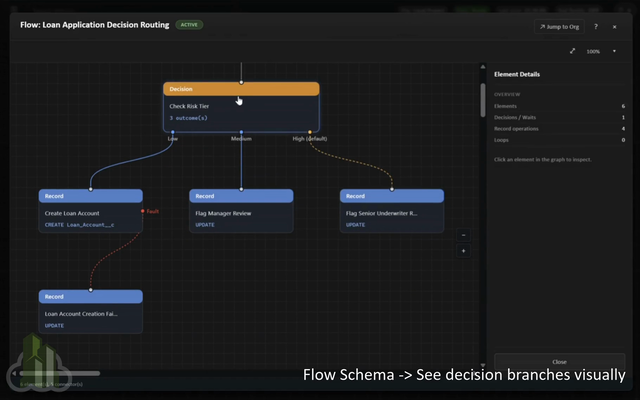 Flow: Loan Application Decision Routing
ACTIVE
Jump to Org
?
×
100%
Element Details
OVERVIEW
Elements 6
Decisions / Waits 1
Record operations 4
Loops 0
Click an element in the graph to inspect.
Decision
Check Risk Tier
3 outcome(s)
Low
Medium
High (default)
Record
Create Loan Account
CREATE Loan_Account__c
Fault
Record
Flag Manager Review
UPDATE
Record
Flag Senior Underwriter R...
UPDATE
−
+
Record
Loan Account Creation Fai...
UPDATE
Close
Flow Schema -> See decision branches visually